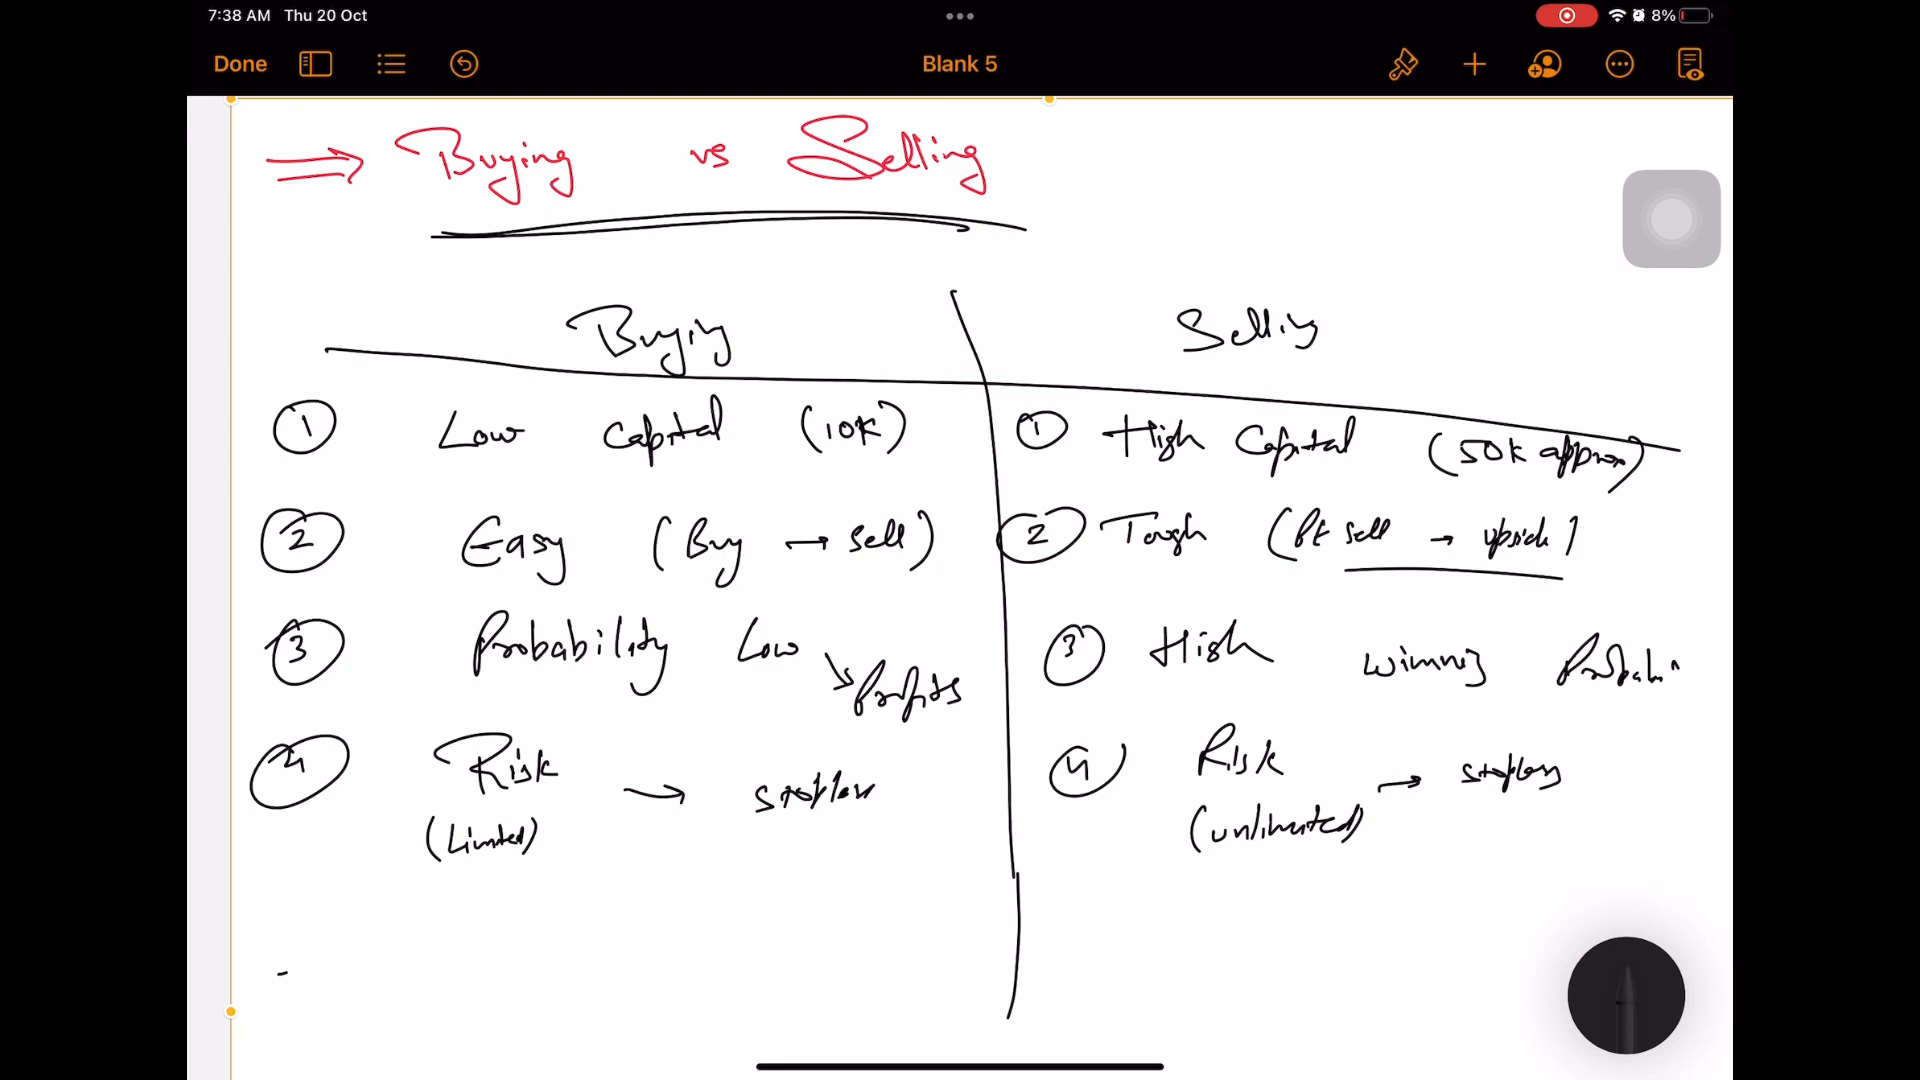 7:38 AM Thu 20 Oct
8%
Done
Blank 5
Buying vs Selling
Buying
Selling
1 Low Capital (10K)
1 High Capital (50K approx)
2 Easy (Buy → Sell)
2 Tough (PE sell → upside)
3 Probability Low
Profits
3 High winning
4 Risk → stoploss
(Limited)
4 Risk → stoploss
(unlimited)